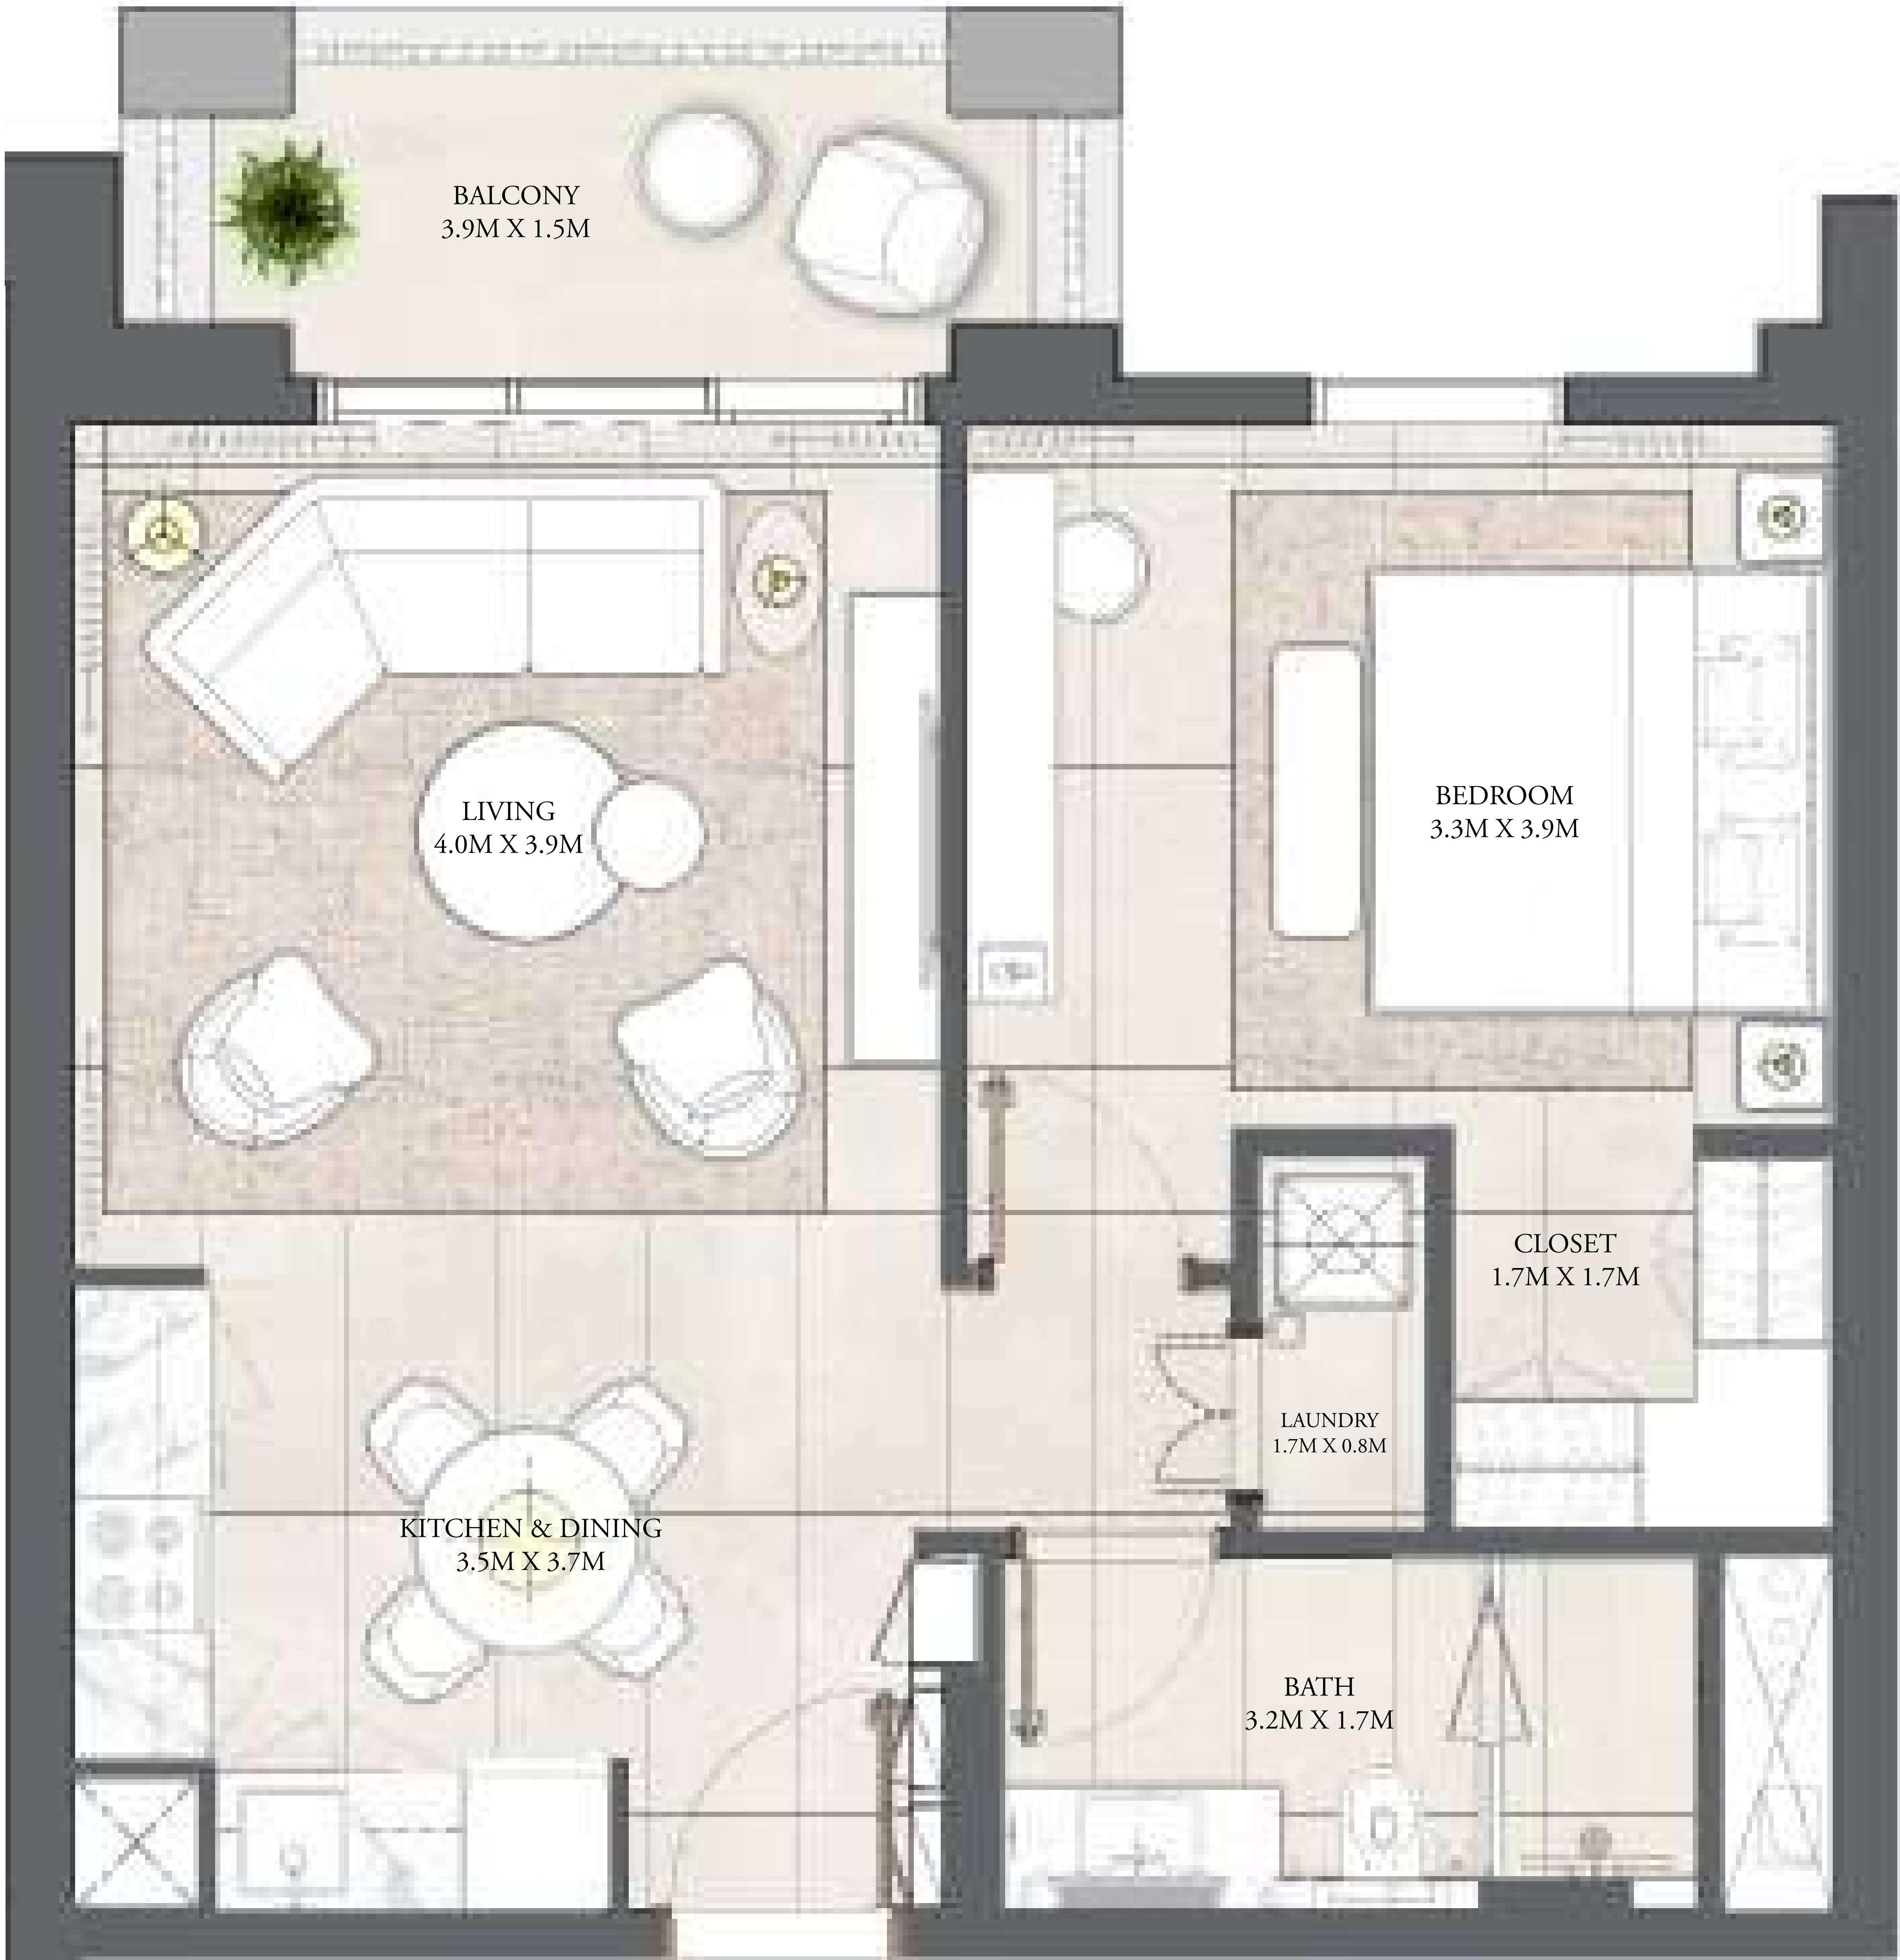 BALCONY
3.9M X 1.5M
LIVING
4.0M X 3.9M
BEDROOM
3.3M X 3.9M
CLOSET
1.7M X 1.7M
LAUNDRY
1.7M X 0.8M
KITCHEN & DINING
3.5M X 3.7M
BATH
3.2M X 1.7M